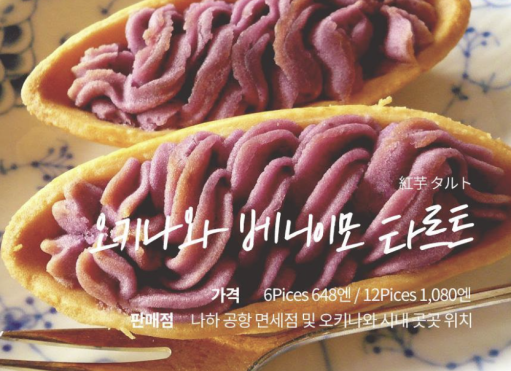 紅芋 タルト
오키나와 베니이모 타르트
가격 6Pices 648엔 / 12Pices 1,080엔
판매점 나하 공항 면세점 및 오키나와 시내 곳곳 위치